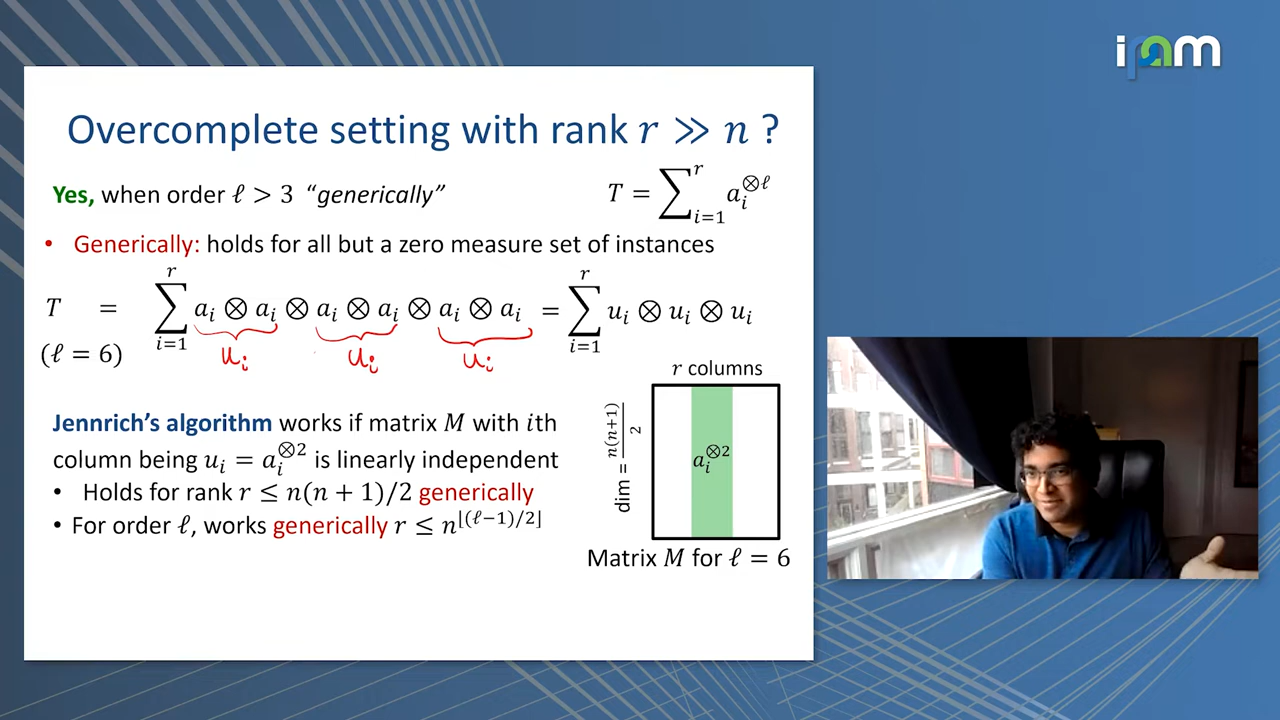 ipam
Overcomplete setting with rank r ≫ n ?
Yes, when order ℓ > 3 “generically”
T = ∑_{i=1}^{r} a_i^{⊗ℓ}
• Generically: holds for all but a zero measure set of instances
T = ∑_{i=1}^{r} a_i ⊗ a_i ⊗ a_i ⊗ a_i ⊗ a_i ⊗ a_i = ∑_{i=1}^{r} u_i ⊗ u_i ⊗ u_i
(ℓ = 6) u_i u_i u_i
r columns
dim = n(n+1)/2
a_i^{⊗2}
Matrix M for ℓ = 6
Jennrich’s algorithm works if matrix M with ith
column being u_i = a_i^{⊗2} is linearly independent
• Holds for rank r ≤ n(n + 1)/2 generically
• For order ℓ, works generically r ≤ n^{⌊(ℓ−1)/2⌋}